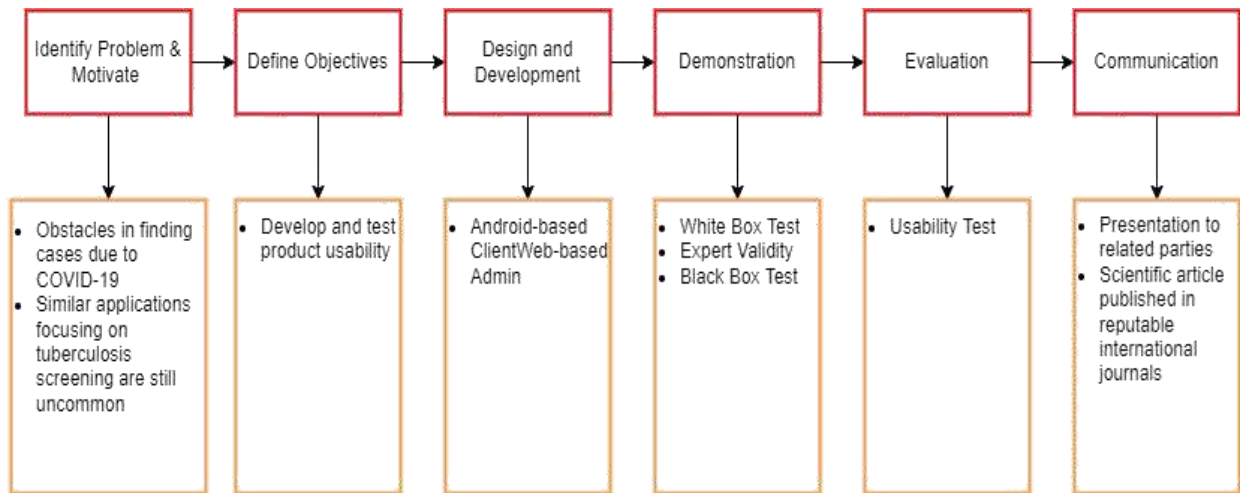 Identify Problem &
Motivate
Define Objectives
Design and
Development
Demonstration
Evaluation
Communication
• Obstacles in finding
cases due to
COVID-19
• Similar applications
focusing on
tuberculosis
screening are still
uncommon
• Develop and test
product usability
• Android-based
ClientWeb-based
Admin
• White Box Test
• Expert Validity
• Black Box Test
• Usability Test
• Presentation to
related parties
• Scientific article
published in
reputable
international
journals